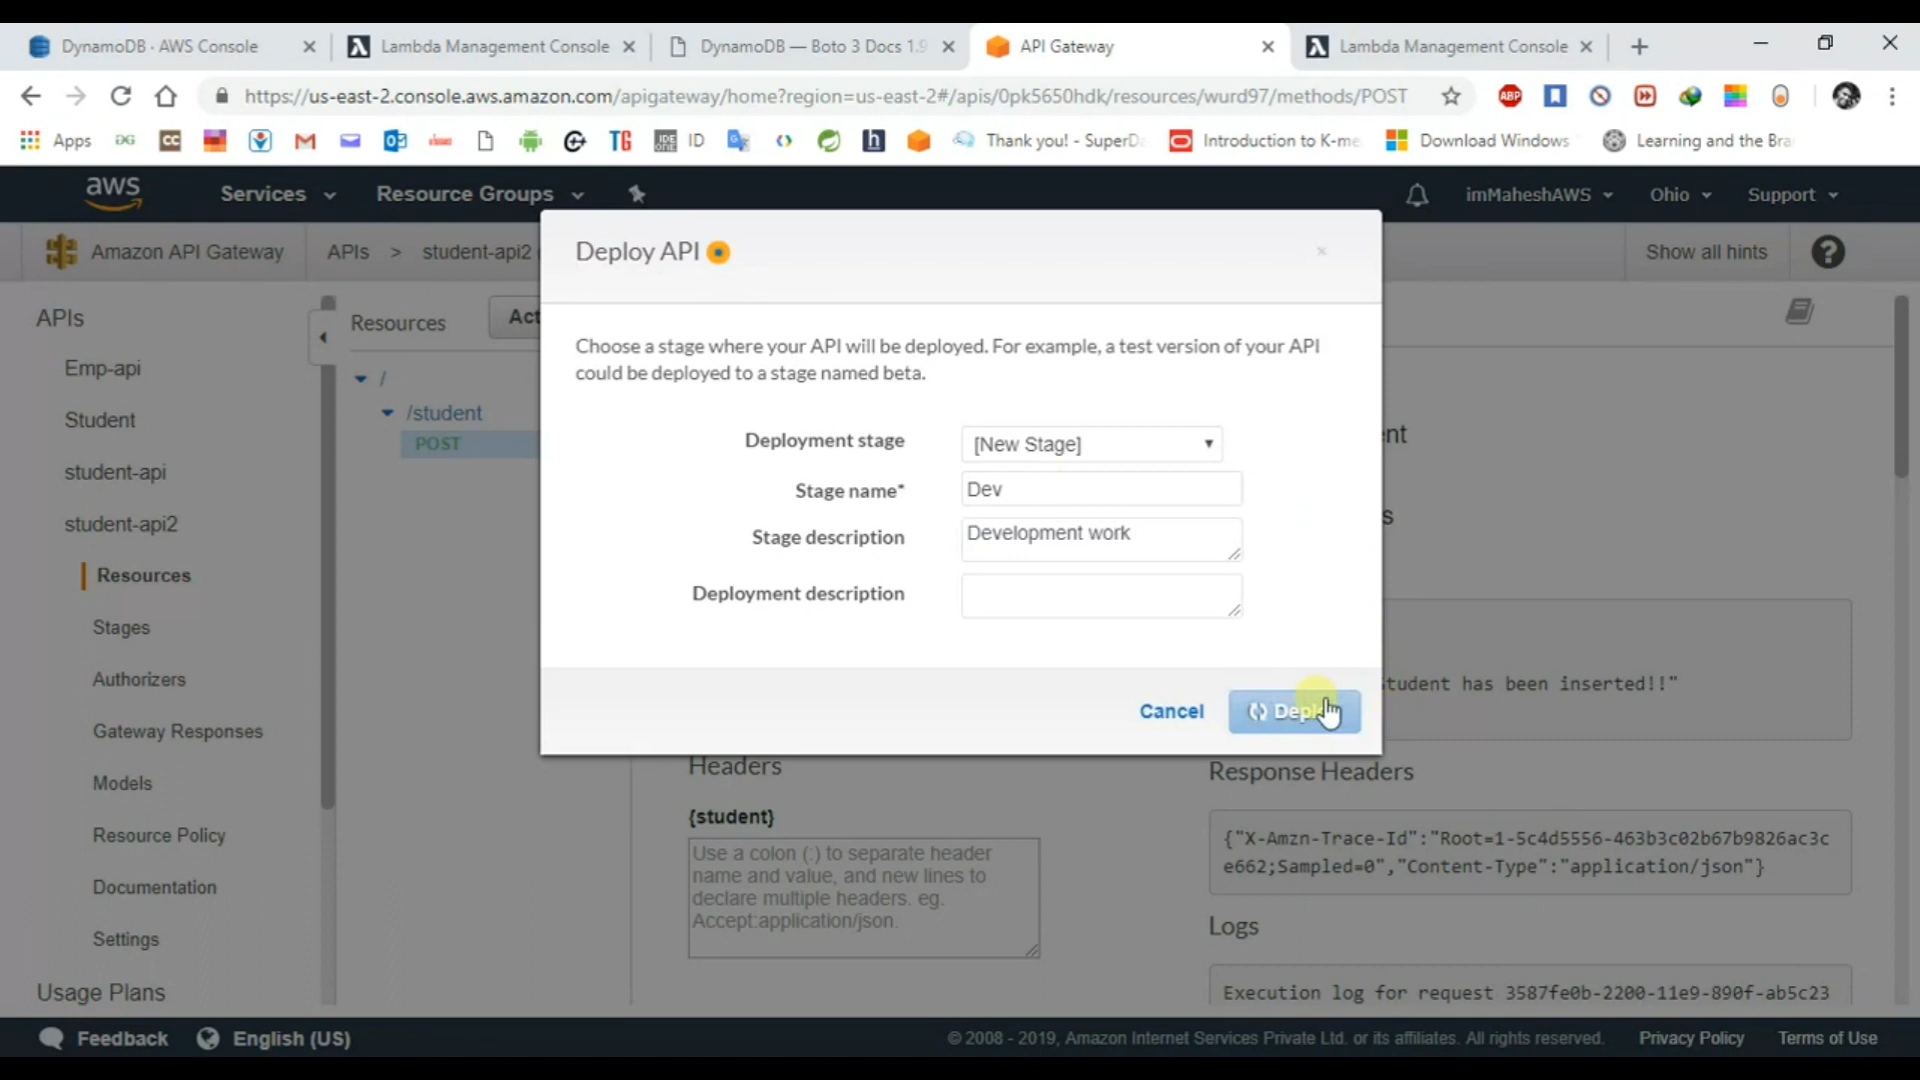 DynamoDB · AWS Console
Lambda Management Console
DynamoDB — Boto 3 Docs 1.9
API Gateway
Lambda Management Console
https://us-east-2.console.aws.amazon.com/apigateway/home?region=us-east-2#/apis/0pk5650hdk/resources/wurd97/methods/POST
ABP
Apps
CC
TG
IDE ONE
ID
h
Thank you! - SuperDa
Introduction to K-me
Download Windows
Learning and the Bra
aws
Services
Resource Groups
imMaheshAWS
Ohio
Support
Amazon API Gateway
APIs > student-api2
Show all hints
?
Deploy API
Choose a stage where your API will be deployed. For example, a test version of your API
could be deployed to a stage named beta.
Deployment stage
[New Stage]
Stage name*
Dev
Stage description
Development work
Deployment description
Cancel
APIs
Emp-api
Student
student-api
student-api2
Resources
Stages
Authorizers
Gateway Responses
Models
Resource Policy
Documentation
Settings
Usage Plans
Resources
/
/student
POST
Student has been inserted!!"
Headers
{student}
Use a colon (:) to separate header
name and value, and new lines to
declare multiple headers. eg.
Accept:application/json.
Response Headers
{"X-Amzn-Trace-Id":"Root=1-5c4d5556-463b3c02b67b9826ac3c
e662;Sampled=0","Content-Type":"application/json"}
Logs
Execution log for request 3587fe0b-2200-11e9-890f-ab5c23
Feedback
English (US)
© 2008 - 2019, Amazon Internet Services Private Ltd. or its affiliates. All rights reserved.
Privacy Policy
Terms of Use